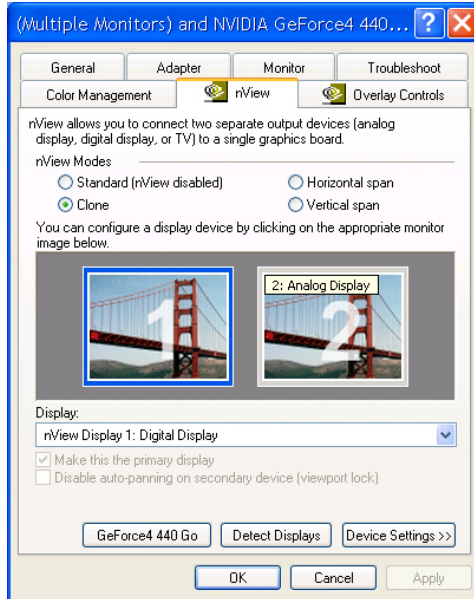 (Multiple Monitors) and NVIDIA GeForce4 440...
General Adapter Monitor Troubleshoot
Color Management nView Overlay Controls
nView allows you to connect two separate output devices (analog
display, digital display, or TV) to a single graphics board.
nView Modes
Standard (nView disabled) Horizontal span
Clone Vertical span
You can configure a display device by clicking on the appropriate monitor
image below.
2: Analog Display
1 2
Display:
nView Display 1: Digital Display
Make this the primary display
Disable auto-panning on secondary device (viewport lock)
GeForce4 440 Go Detect Displays Device Settings >>
OK Cancel Apply